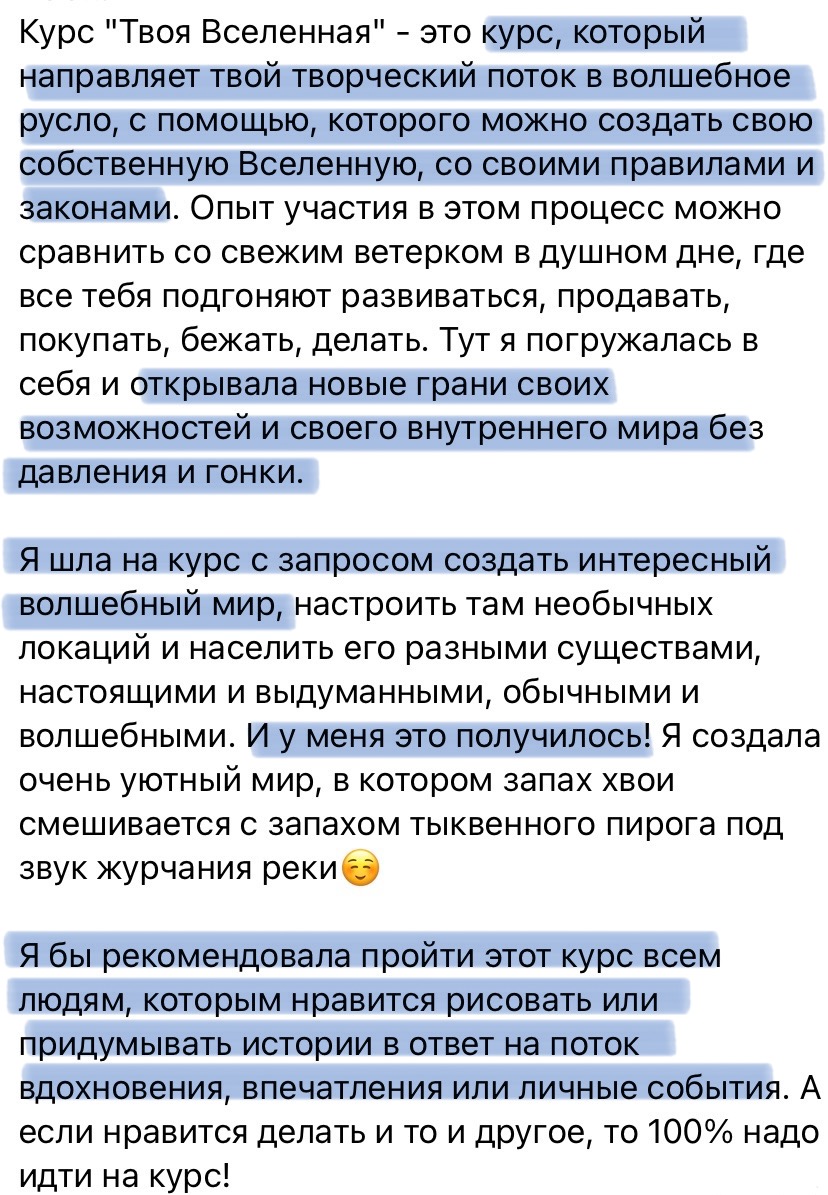 Курс "Твоя Вселенная" - это курс, который
направляет твой творческий поток в волшебное
русло, с помощью, которого можно создать свою
собственную Вселенную, со своими правилами и
законами. Опыт участия в этом процесс можно
сравнить со свежим ветерком в душном дне, где
все тебя подгоняют развиваться, продавать,
покупать, бежать, делать. Тут я погружалась в
себя и открывала новые грани своих
возможностей и своего внутреннего мира без
давления и гонки.
Я шла на курс с запросом создать интересный
волшебный мир, настроить там необычных
локаций и населить его разными существами,
настоящими и выдуманными, обычными и
волшебными. И у меня это получилось! Я создала
очень уютный мир, в котором запах хвои
смешивается с запахом тыквенного пирога под
звук журчания реки☺️
Я бы рекомендовала пройти этот курс всем
людям, которым нравится рисовать или
придумывать истории в ответ на поток
вдохновения, впечатления или личные события. А
если нравится делать и то и другое, то 100% надо
идти на курс!